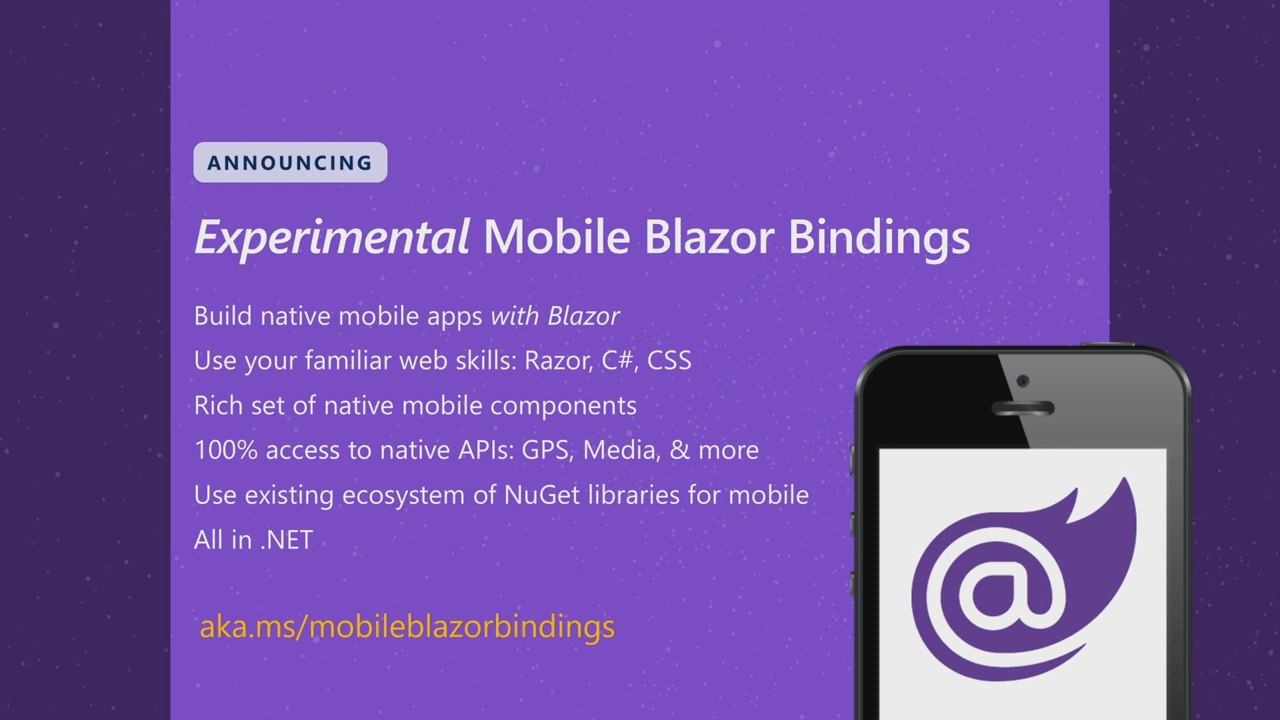 ANNOUNCING
Experimental Mobile Blazor Bindings
Build native mobile apps with Blazor
Use your familiar web skills: Razor, C#, CSS
Rich set of native mobile components
100% access to native APIs: GPS, Media, & more
Use existing ecosystem of NuGet libraries for mobile
All in .NET
aka.ms/mobileblazorbindings
@